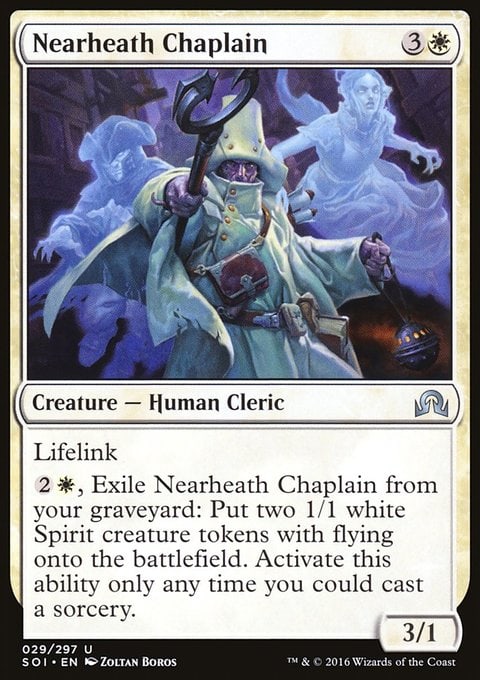 Nearheath Chaplain 3
Creature — Human Cleric
Lifelink
2, Exile Nearheath Chaplain from
your graveyard: Put two 1/1 white
Spirit creature tokens with flying
onto the battlefield. Activate this
ability only any time you could cast
a sorcery.
3/1
029/297 U
SOI • EN Zoltan Boros
™ & © 2016 Wizards of the Coast